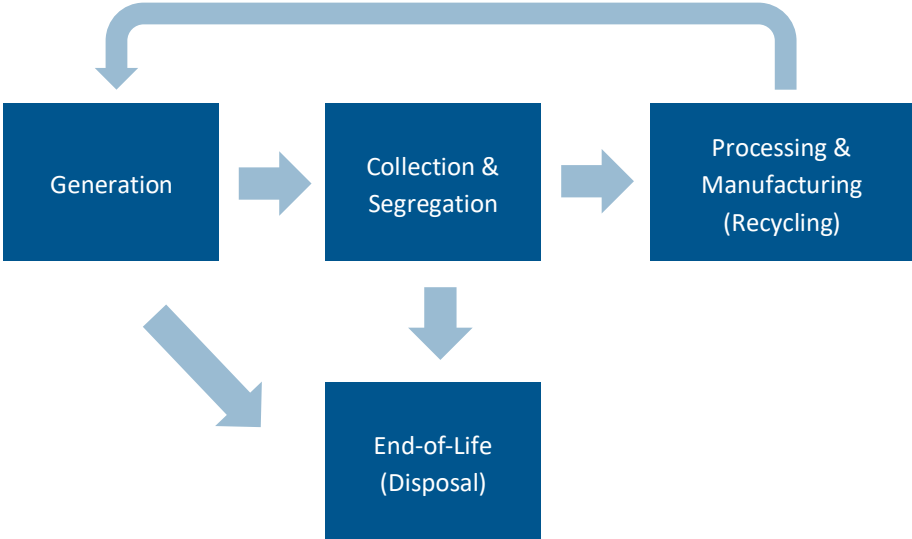 Generation
Collection &
Segregation
Processing &
Manufacturing
(Recycling)
End-of-Life
(Disposal)